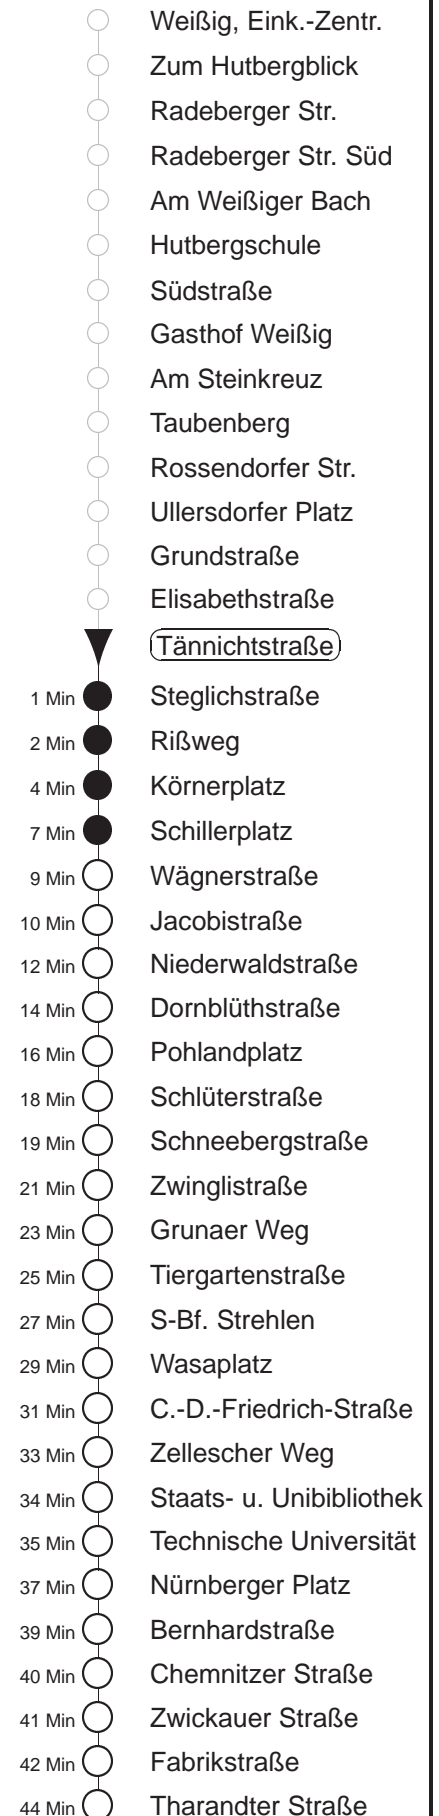 Weißig, Eink.-Zentr.
Zum Hutbergblick
Radeberger Str.
Radeberger Str. Süd
Am Weißiger Bach
Hutbergschule
Südstraße
Gasthof Weißig
Am Steinkreuz
Taubenberg
Rossendorfer Str.
Ullersdorfer Platz
Grundstraße
Elisabethstraße
Tännichtstraße
1 Min Steglichstraße
2 Min Rißweg
4 Min Körnerplatz
7 Min Schillerplatz
9 Min Wägnerstraße
10 Min Jacobistraße
12 Min Niederwaldstraße
14 Min Dornblüthstraße
16 Min Pohlandplatz
18 Min Schlüterstraße
19 Min Schneebergstraße
21 Min Zwinglistraße
23 Min Grunaer Weg
25 Min Tiergartenstraße
27 Min S-Bf. Strehlen
29 Min Wasaplatz
31 Min C.-D.-Friedrich-Straße
33 Min Zellescher Weg
34 Min Staats- u. Unibibliothek
35 Min Technische Universität
37 Min Nürnberger Platz
39 Min Bernhardstraße
40 Min Chemnitzer Straße
41 Min Zwickauer Straße
42 Min Fabrikstraße
44 Min Tharandter Straße